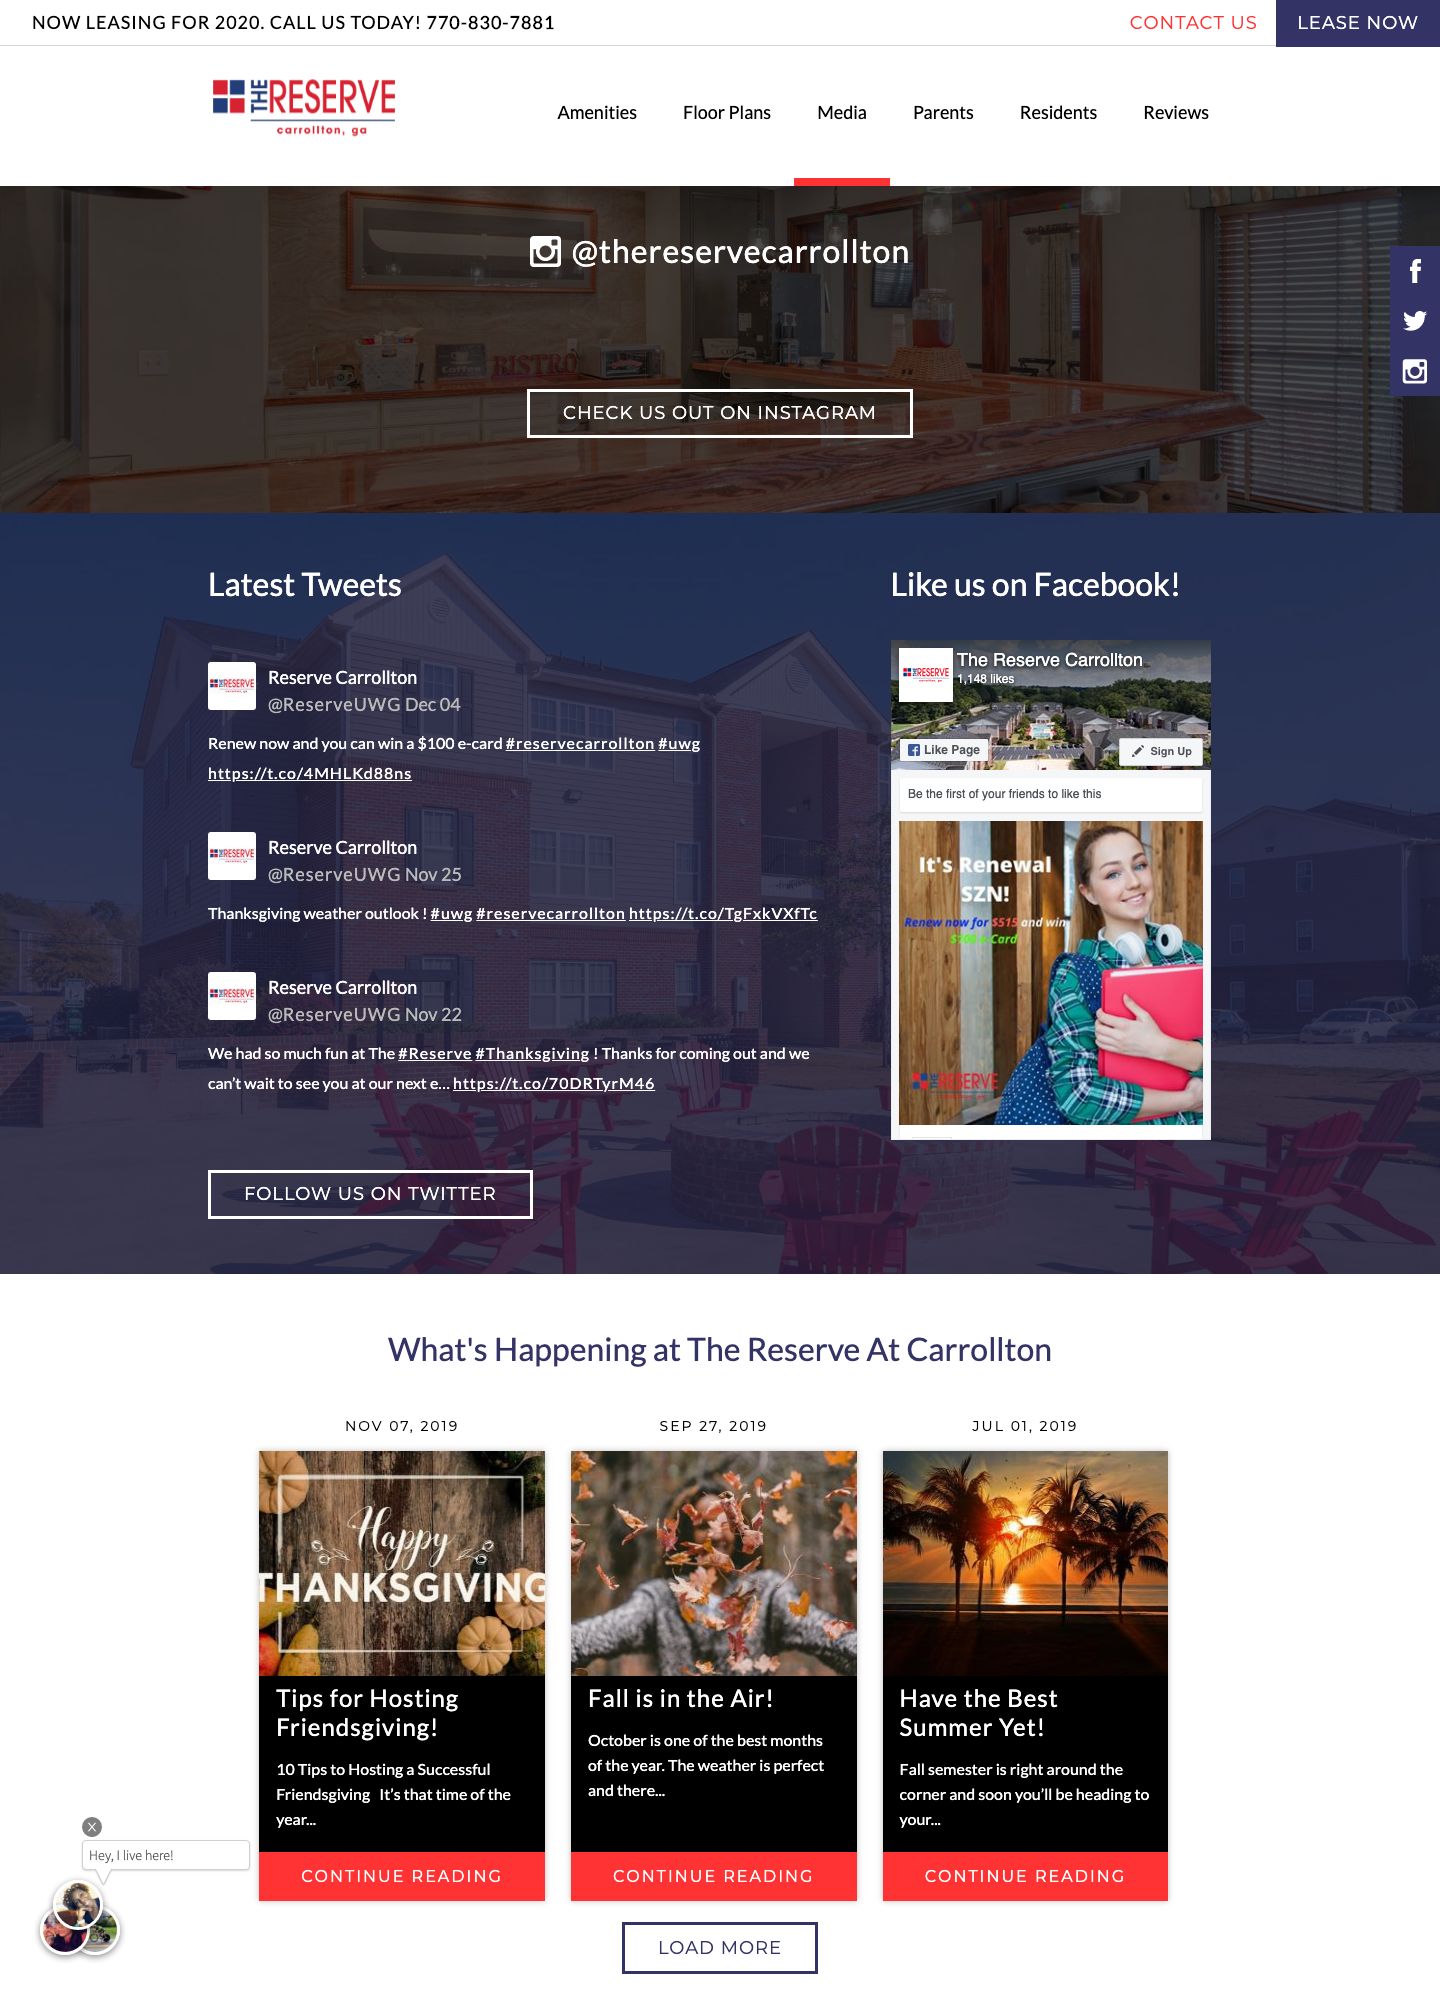 NOW LEASING FOR 2020. CALL US TODAY! 770-830-7881
CONTACT US
LEASE NOW
THE RESERVE
carrollton, ga
Amenities
Floor Plans
Media
Parents
Residents
Reviews
@thereservecarrollton
Coffee
BISTRO
CHECK US OUT ON INSTAGRAM
Latest Tweets
Reserve Carrollton
@ReserveUWG Dec 04
Renew now and you can win a $100 e-card #reservecarrollton #uwg
https://t.co/4MHLKd88ns
Reserve Carrollton
@ReserveUWG Nov 25
Thanksgiving weather outlook ! #uwg #reservecarrollton https://t.co/TgFxkVXfTc
Reserve Carrollton
@ReserveUWG Nov 22
We had so much fun at The #Reserve #Thanksgiving ! Thanks for coming out and we
can’t wait to see you at our next e… https://t.co/70DRTyrM46
FOLLOW US ON TWITTER
Like us on Facebook!
THE RESERVE
The Reserve Carrollton
1,148 likes
Like Page
Sign Up
Be the first of your friends to like this
It's Renewal
SZN!
Renew now for $515 and win
$100 e-Card
THE RESERVE
What's Happening at The Reserve At Carrollton
NOV 07, 2019
Happy
THANKSGIVING
Tips for Hosting
Friendsgiving!
10 Tips to Hosting a Successful
Friendsgiving   It’s that time of the
year...
CONTINUE READING
SEP 27, 2019
Fall is in the Air!
October is one of the best months
of the year. The weather is perfect
and there...
CONTINUE READING
JUL 01, 2019
Have the Best
Summer Yet!
Fall semester is right around the
corner and soon you’ll be heading to
your...
CONTINUE READING
X
Hey, I live here!
LOAD MORE